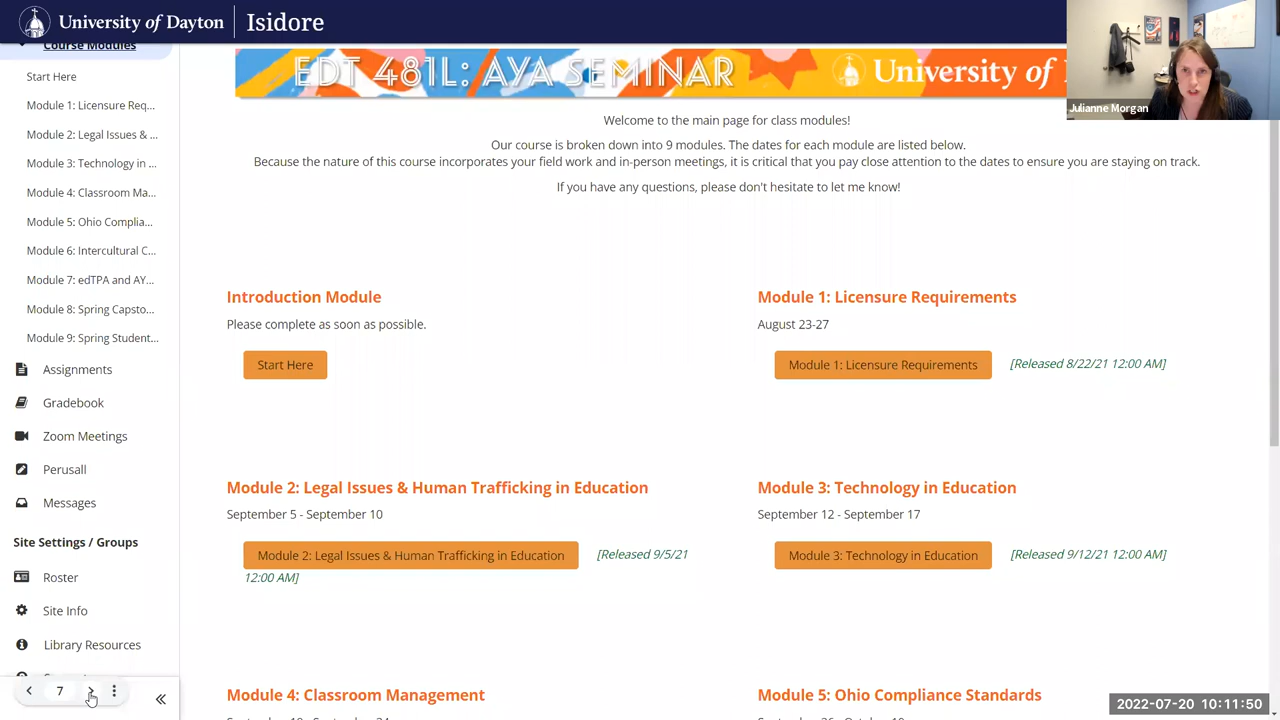 University of Dayton
Isidore
Course Modules
Start Here
Module 1: Licensure Req...
Module 2: Legal Issues & ...
Module 3: Technology in ...
Module 4: Classroom Ma...
Module 5: Ohio Complia...
Module 6: Intercultural C...
Module 7: edTPA and AY...
Module 8: Spring Capsto...
Module 9: Spring Student...
Assignments
Gradebook
Zoom Meetings
Perusall
Messages
Site Settings / Groups
Roster
Site Info
Library Resources
7
EDT 481L: AYA SEMINAR
University of
Julianne Morgan
Welcome to the main page for class modules!
Our course is broken down into 9 modules. The dates for each module are listed below.
Because the nature of this course incorporates your field work and in-person meetings, it is critical that you pay close attention to the dates to ensure you are staying on track.
If you have any questions, please don't hesitate to let me know!
Introduction Module
Please complete as soon as possible.
Start Here
Module 1: Licensure Requirements
August 23-27
Module 1: Licensure Requirements
[Released 8/22/21 12:00 AM]
Module 2: Legal Issues & Human Trafficking in Education
September 5 - September 10
Module 2: Legal Issues & Human Trafficking in Education
[Released 9/5/21
12:00 AM]
Module 3: Technology in Education
September 12 - September 17
Module 3: Technology in Education
[Released 9/12/21 12:00 AM]
Module 4: Classroom Management
Module 5: Ohio Compliance Standards
2022-07-20 10:11:50